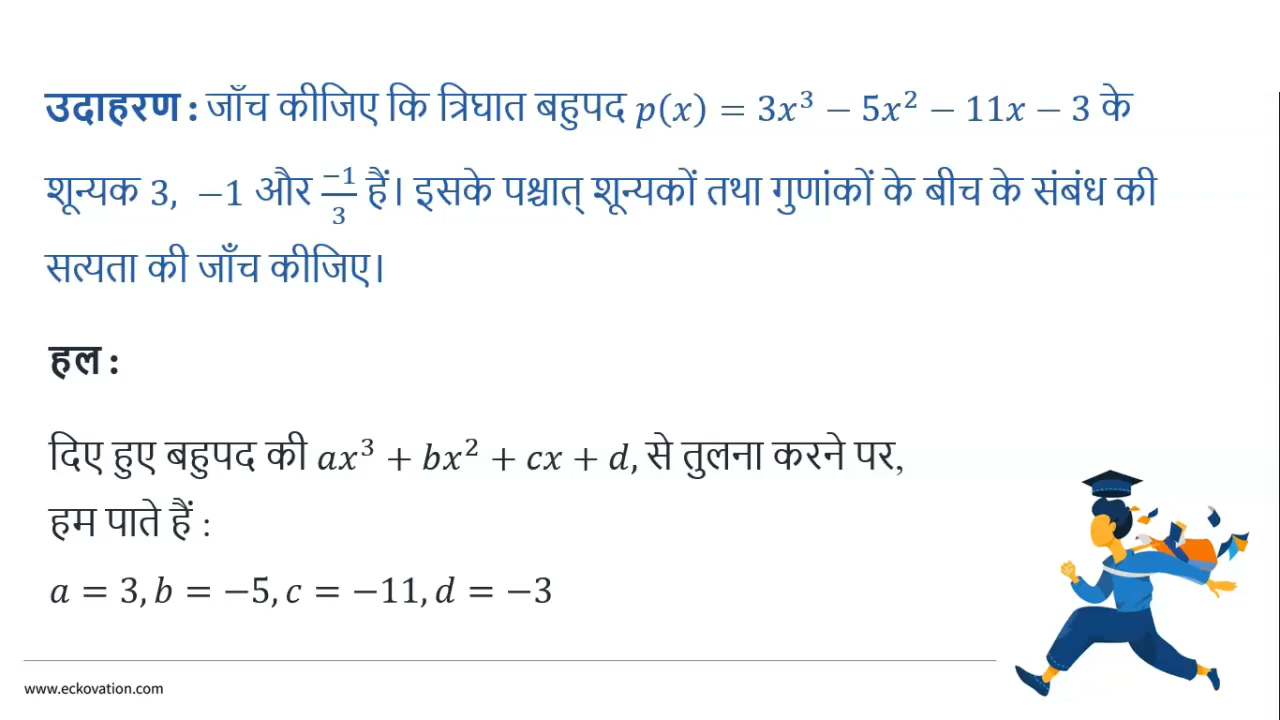 उदाहरण : जाँच कीजिए कि त्रिघात बहुपद p(x) = 3x³ − 5x² − 11x − 3 के
शून्यक 3, −1 और −1/3 हैं। इसके पश्चात् शून्यकों तथा गुणांकों के बीच के संबंध की
सत्यता की जाँच कीजिए।
हल :
दिए हुए बहुपद की ax³ + bx² + cx + d, से तुलना करने पर,
हम पाते हैं :
a = 3, b = −5, c = −11, d = −3
www.eckovation.com